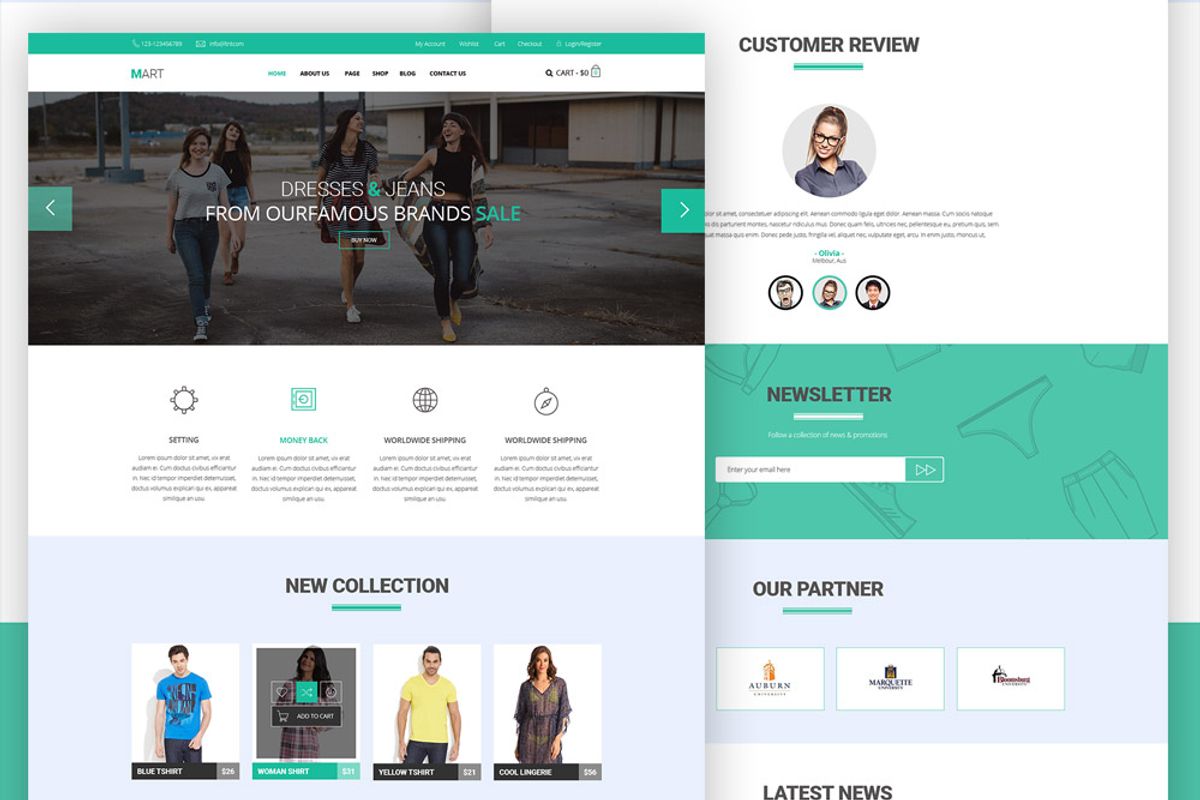 123-123456789
My Account Wishlist Cart Checkout Login/Register
MART
HOME ABOUT US PAGE SHOP BLOG CONTACT US CART - $0
DRESSES & JEANS
FROM OURFAMOUS BRANDS SALE
BUY NOW
SETTING
Lorem ipsum dolor sit amet, vix erat
audiam ei. Cum doctus civibus efficiantur
in. Nec id tempor imperdiet deterruisset,
doctus volumus explicari qui ex, appareat
similique an usu.
MONEY BACK
Lorem ipsum dolor sit amet, vix erat
audiam ei. Cum doctus civibus efficiantur
in. Nec id tempor imperdiet deterruisset,
doctus volumus explicari qui ex, appareat
similique an usu.
WORLDWIDE SHIPPING
Lorem ipsum dolor sit amet, vix erat
audiam ei. Cum doctus civibus efficiantur
in. Nec id tempor imperdiet deterruisset,
doctus volumus explicari qui ex, appareat
similique an usu.
WORLDWIDE SHIPPING
Lorem ipsum dolor sit amet, vix erat
audiam ei. Cum doctus civibus efficiantur
in. Nec id tempor imperdiet deterruisset,
doctus volumus explicari qui ex, appareat
similique an usu.
NEW COLLECTION
ADD TO CART
BLUE TSHIRT $26
WOMAN SHIRT $31
YELLOW TSHIRT $21
COOL LINGERIE $56
CUSTOMER REVIEW
sit amet, consectetuer adipiscing elit. Aenean commodo ligula eget dolor. Aenean massa. Cum sociis natoque
dis parturient montes, nascetur ridiculus mus. Donec quam felis, ultricies nec, pellentesque eu, pretium quis, sem.
massa quis enim. Donec pede justo, fringilla vel, aliquet nec, vulputate eget, arcu. In enim justo, rhoncus ut,
- Olivia -
Melbour, Aus
NEWSLETTER
Follow a collection of news & promotions
Enter your email here
OUR PARTNER
AUBURN
UNIVERSITY
MARQUETTE
UNIVERSITY
Bloomsburg
UNIVERSITY
LATEST NEWS